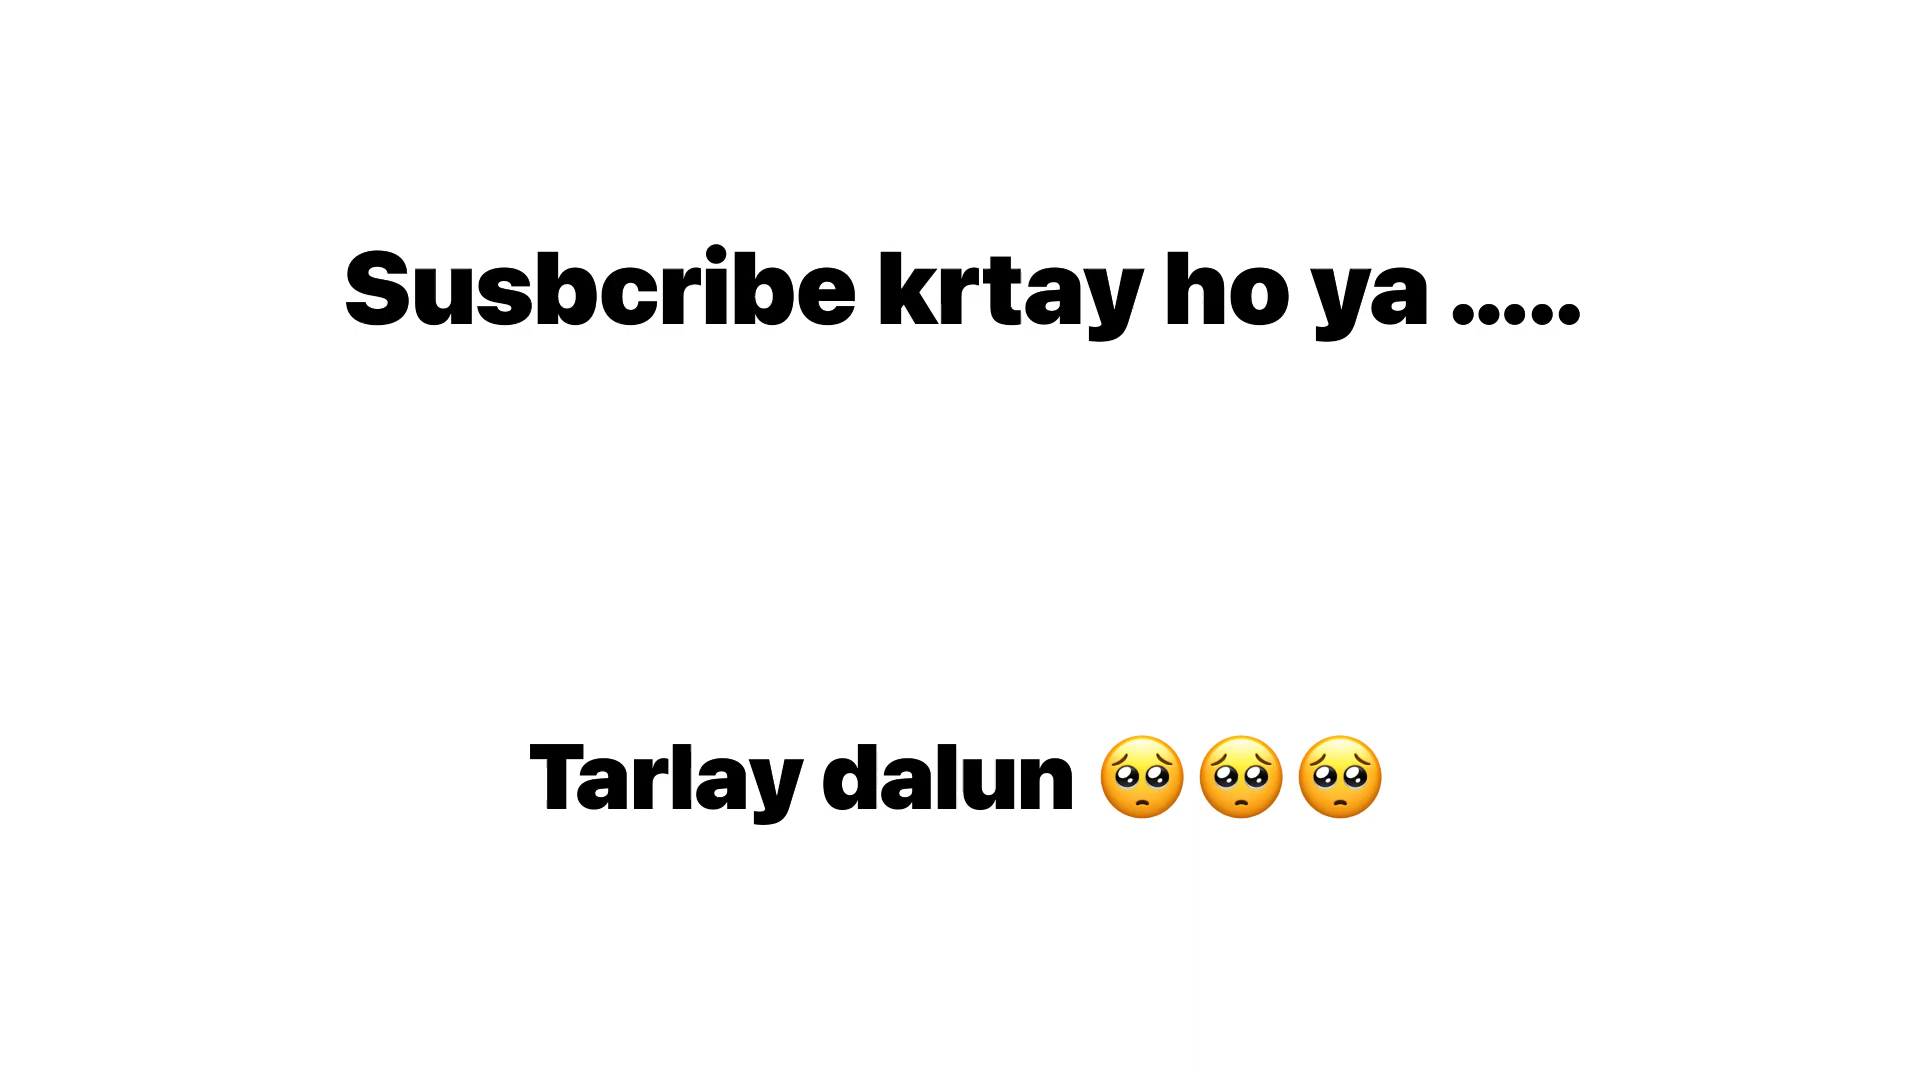 Susbcribe krtay ho ya .....
Tarlay dalun 🥺🥺🥺